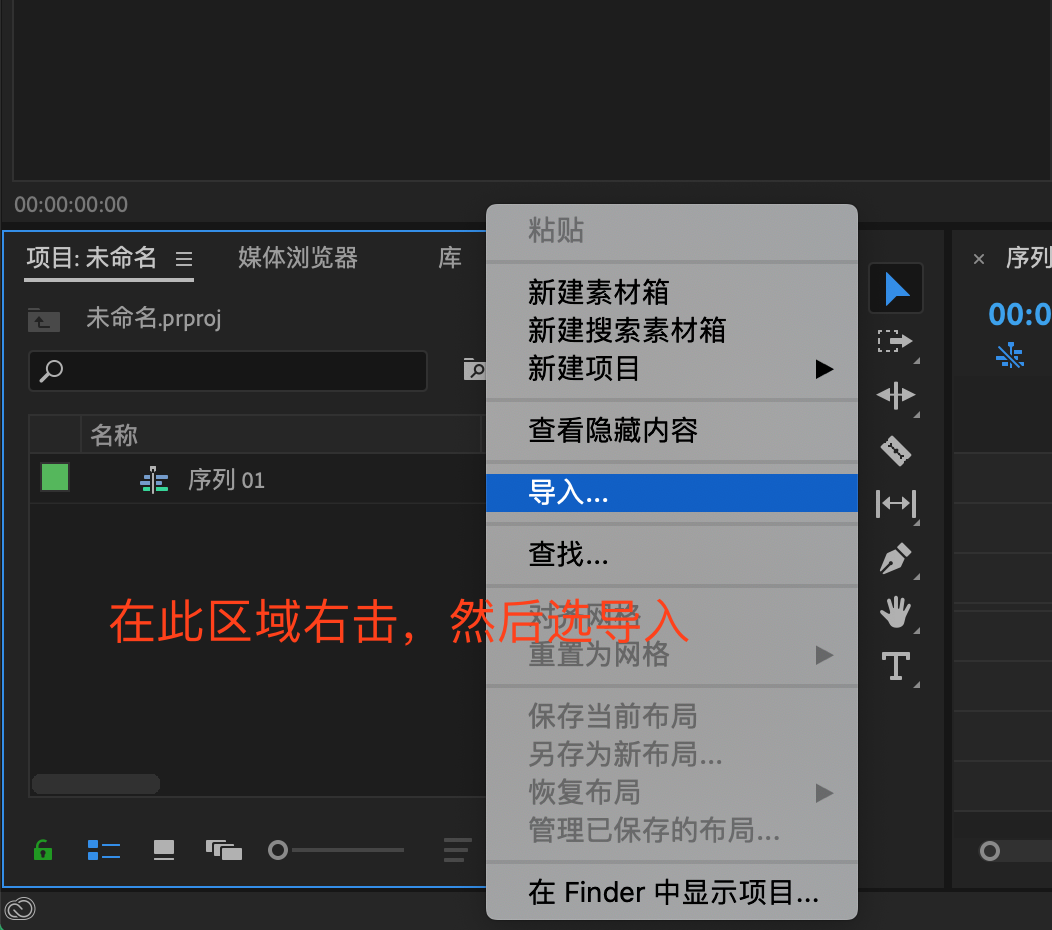 00:00:00:00
项目: 未命名
媒体浏览器
库
未命名.prproj
名称
序列 01
在此区域右击，然后选导入
粘贴
新建素材箱
新建搜索素材箱
新建项目
查看隐藏内容
导入...
查找...
对齐网格
重置为网格
保存当前布局
另存为新布局...
恢复布局
管理已保存的布局...
在 Finder 中显示项目...
× 序列
00:0